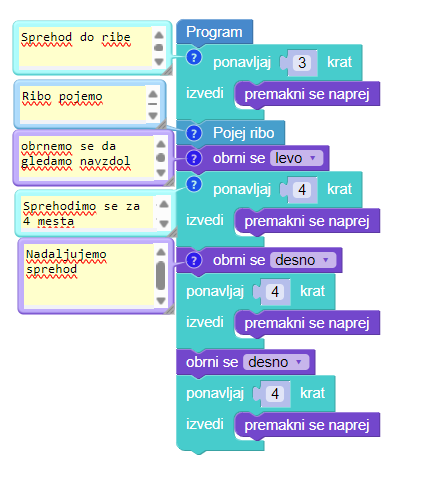 Program
Sprehod do ribe
? ponavljaj 3 krat
izvedi premakni se naprej
Ribo pojemo
? Pojej ribo
obrnemo se da
gledamo navzdol
? obrni se levo
Sprehodimo se za
4 mesta
? ponavljaj 4 krat
izvedi premakni se naprej
Nadaljujemo
sprehod
? obrni se desno
ponavljaj 4 krat
izvedi premakni se naprej
obrni se desno
ponavljaj 4 krat
izvedi premakni se naprej